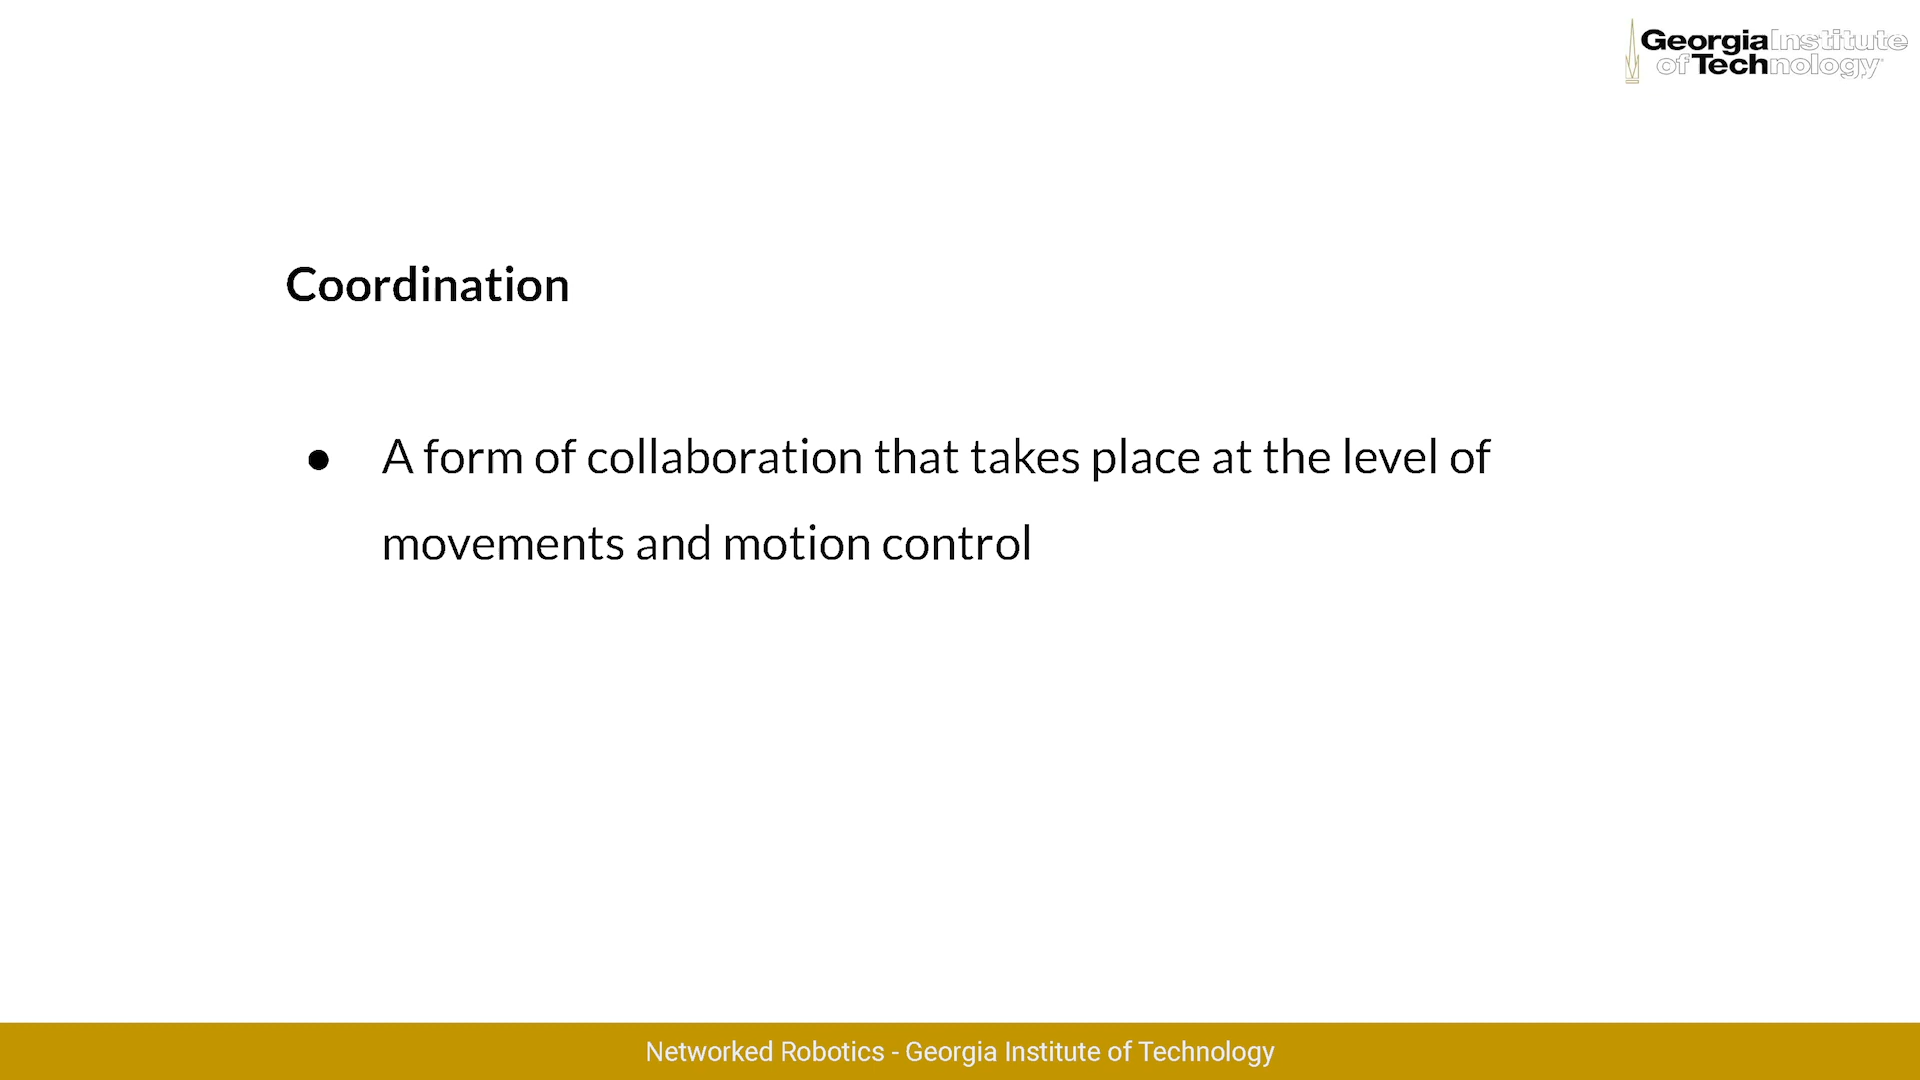 Georgia Institute
of Technology
Coordination
● A form of collaboration that takes place at the level of
movements and motion control
Networked Robotics - Georgia Institute of Technology